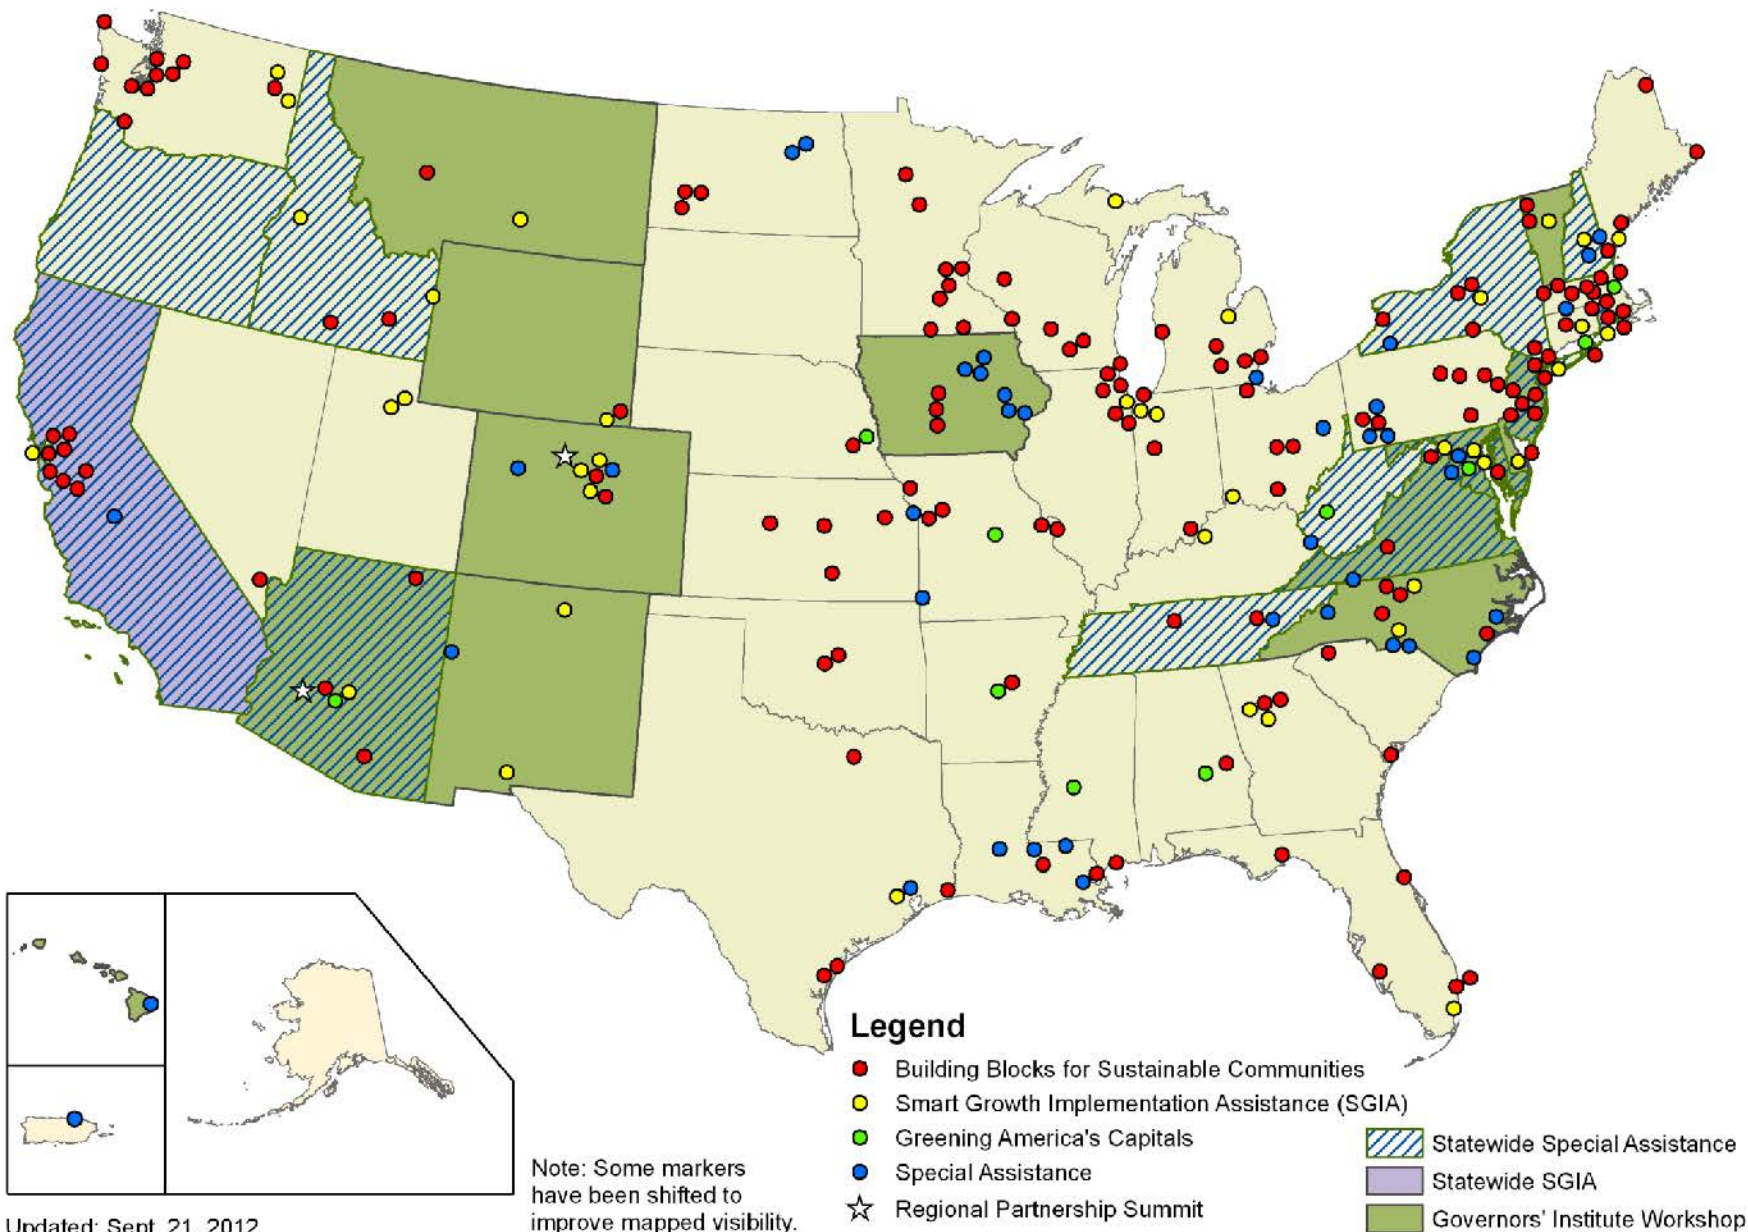 Legend
Building Blocks for Sustainable Communities
Smart Growth Implementation Assistance (SGIA)
Greening America's Capitals
Special Assistance
Regional Partnership Summit
Statewide Special Assistance
Statewide SGIA
Governors' Institute Workshop
Note: Some markers
have been shifted to
improve mapped visibility.
Updated: Sept. 21, 2012